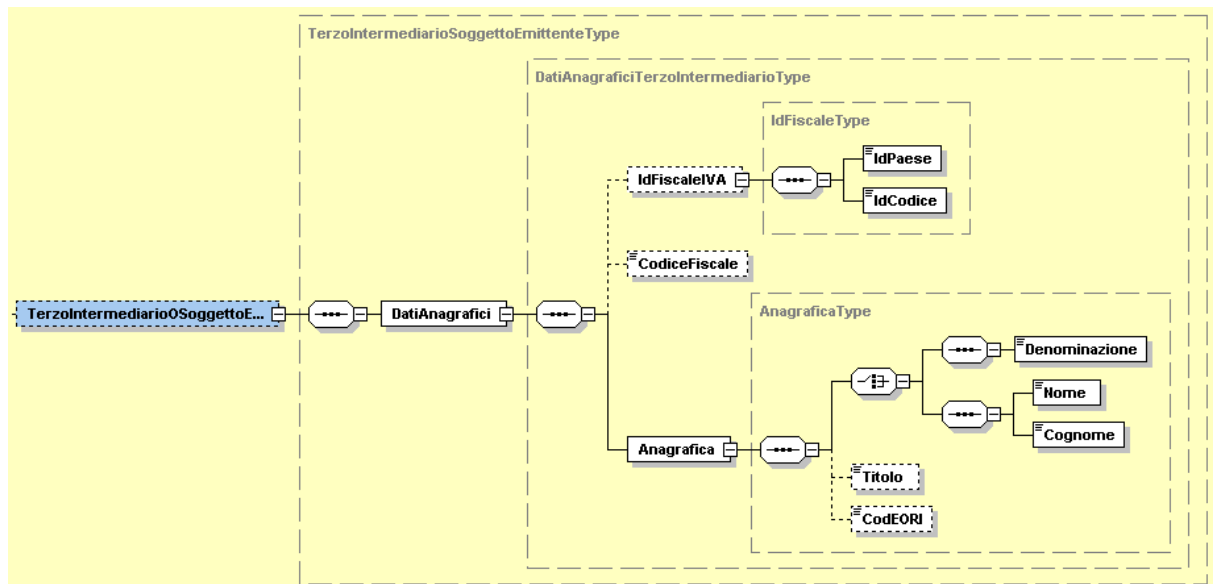 TerzoIntermediarioSoggettoEmittenteType
DatiAnagraficiTerzoIntermediarioType
IdFiscaleType
IdPaese
IdFiscaleIVA
IdCodice
CodiceFiscale
AnagraficaType
TerzoIntermediarioOSoggettoE...
DatiAnagrafici
Denominazione
Nome
Cognome
Anagrafica
Titolo
CodEORI